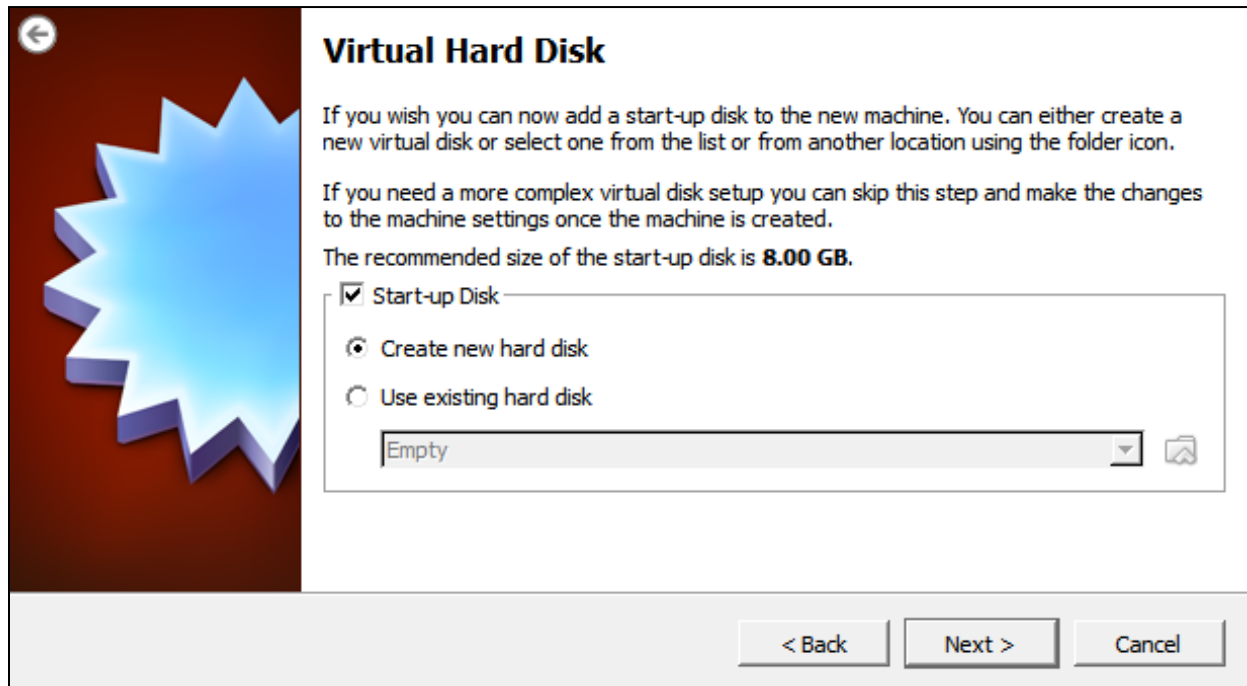 Virtual Hard Disk
If you wish you can now add a start-up disk to the new machine. You can either create a
new virtual disk or select one from the list or from another location using the folder icon.
If you need a more complex virtual disk setup you can skip this step and make the changes
to the machine settings once the machine is created.
The recommended size of the start-up disk is 8.00 GB.
Start-up Disk
Create new hard disk
Use existing hard disk
Empty
< Back Next > Cancel